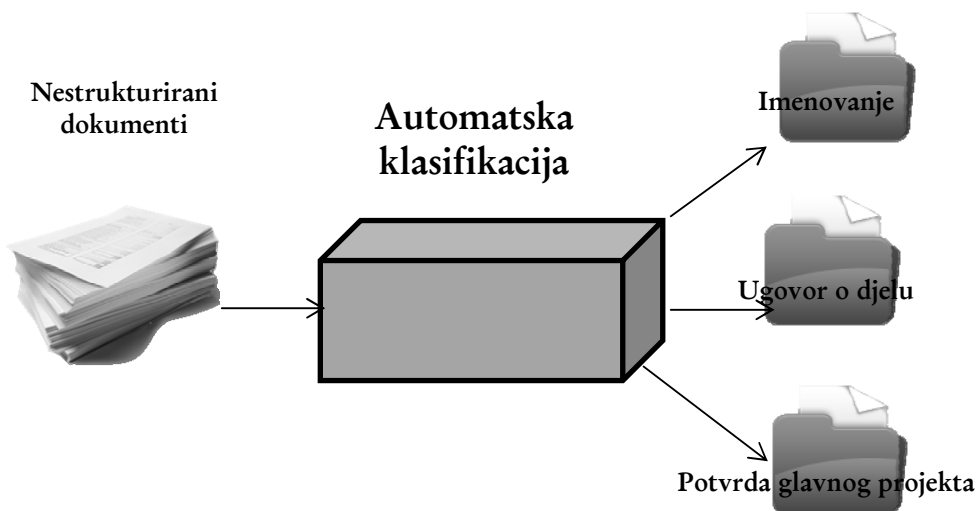 Nestrukturirani
dokumenti
Automatska
klasifikacija
Imenovanje
Ugovor o djelu
Potvrda glavnog projekta